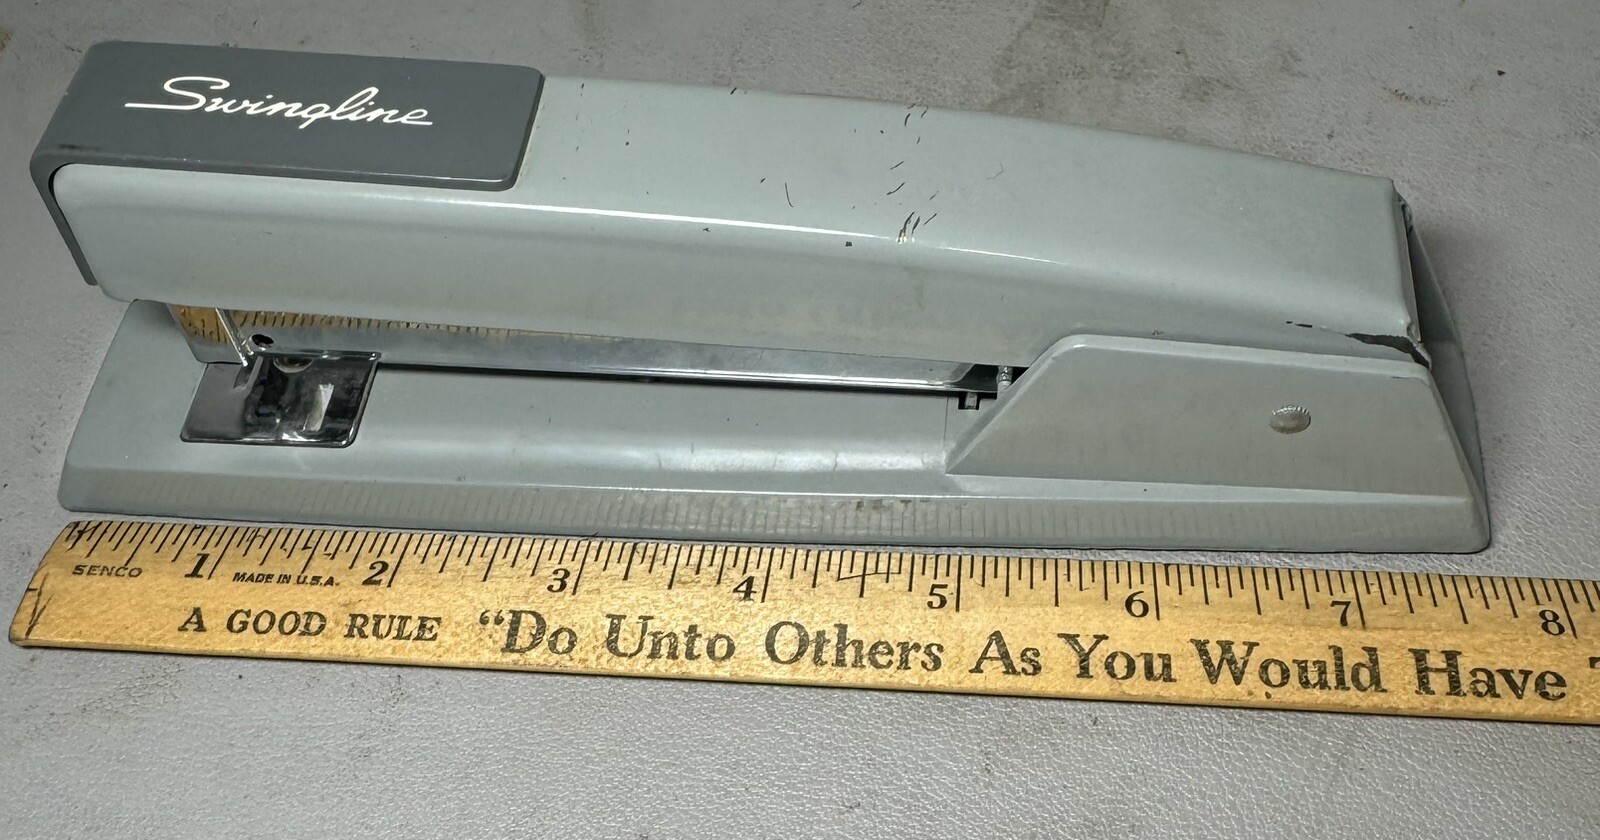 Swingline
1 2 3 4 5 6 7 8
SENCO MADE IN U.S.A.
A GOOD RULE "Do Unto Others As You Would Have